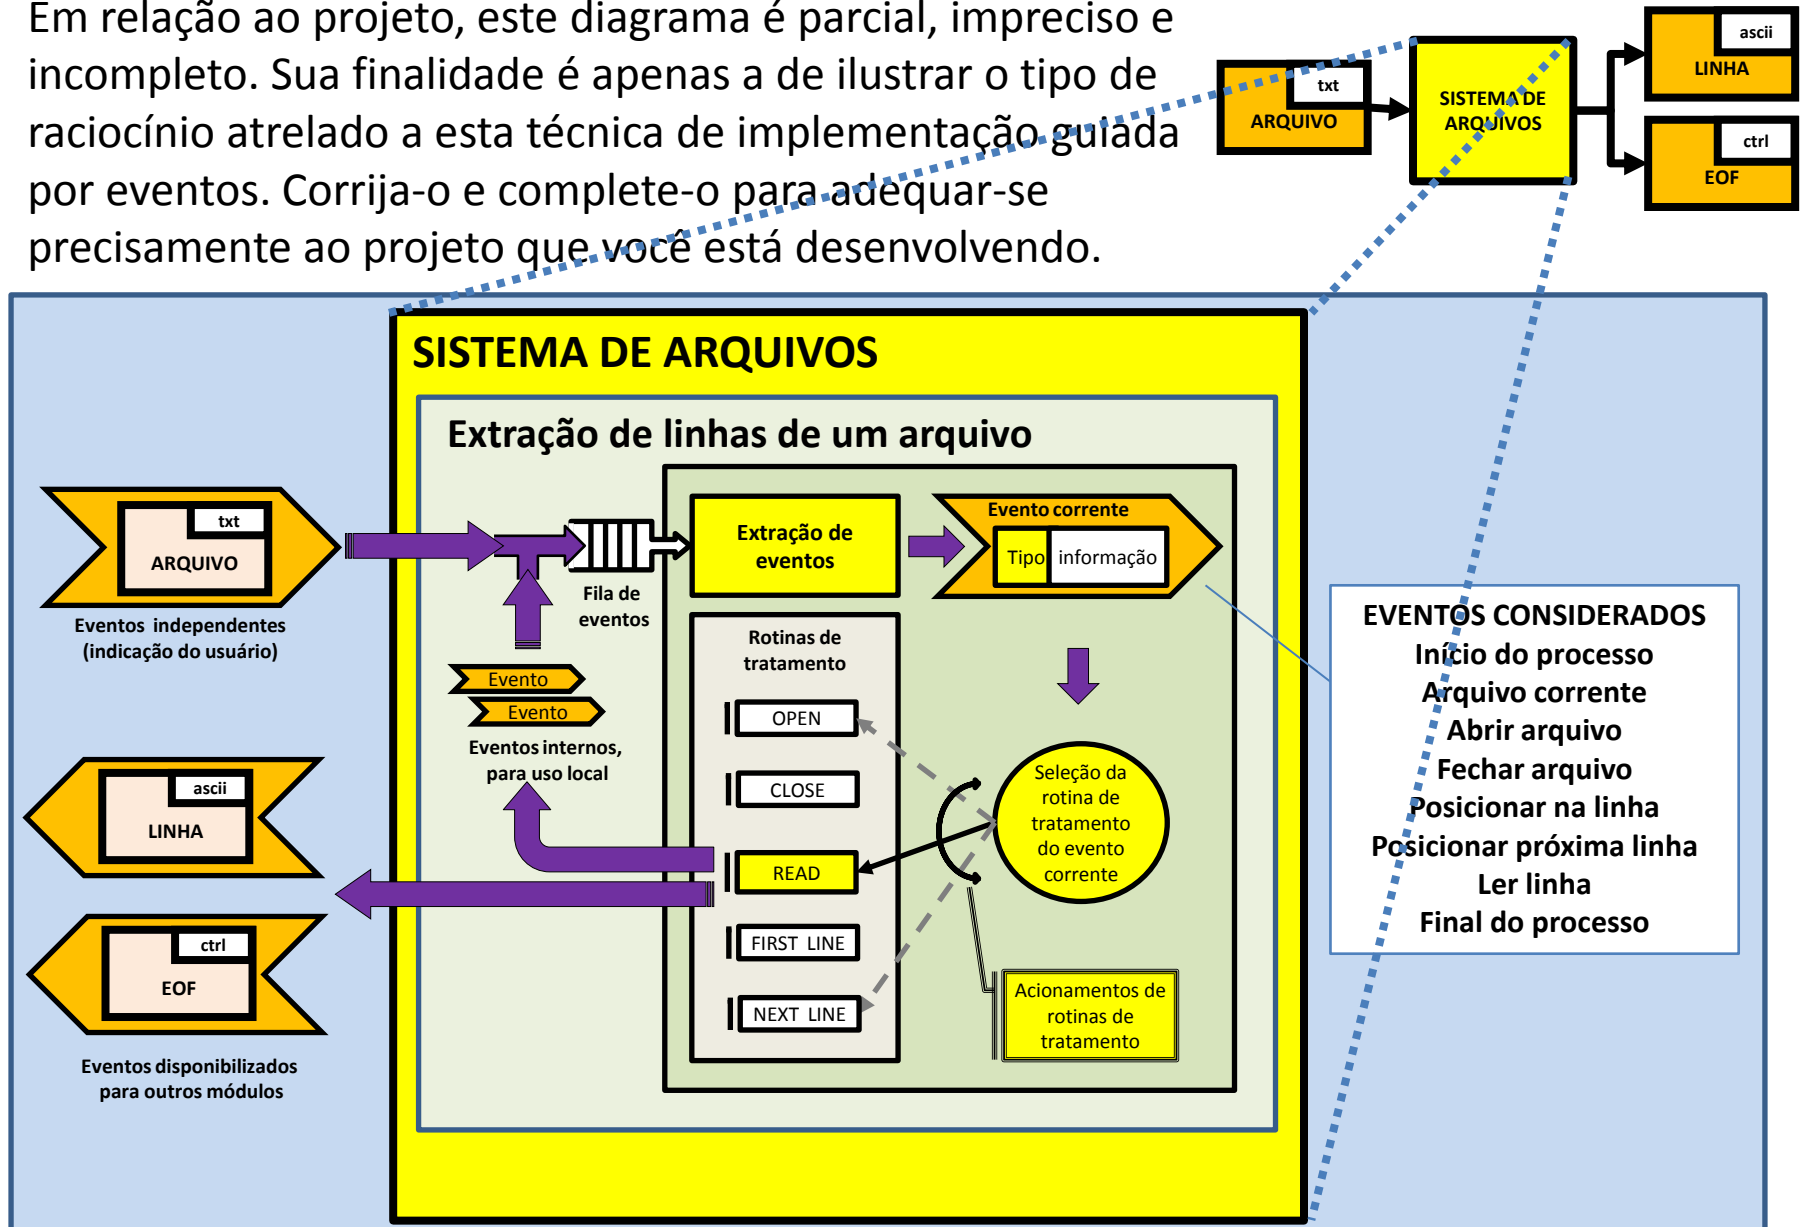 Em relação ao projeto, este diagrama é parcial, impreciso e
incompleto. Sua finalidade é apenas a de ilustrar o tipo de
raciocínio atrelado a esta técnica de implementação guiada
por eventos. Corrija-o e complete-o para adequar-se
precisamente ao projeto que você está desenvolvendo.
txt
ARQUIVO
SISTEMA DE
ARQUIVOS
ascii
LINHA
ctrl
EOF
SISTEMA DE ARQUIVOS
Extração de linhas de um arquivo
txt
ARQUIVO
Eventos independentes
(indicação do usuário)
Fila de
eventos
Extração de
eventos
Evento corrente
Tipo
informação
Evento
Evento
Eventos internos,
para uso local
Rotinas de
tratamento
OPEN
CLOSE
READ
FIRST LINE
NEXT LINE
Seleção da
rotina de
tratamento
do evento
corrente
Acionamentos de
rotinas de
tratamento
ascii
LINHA
ctrl
EOF
Eventos disponibilizados
para outros módulos
EVENTOS CONSIDERADOS
Início do processo
Arquivo corrente
Abrir arquivo
Fechar arquivo
Posicionar na linha
Posicionar próxima linha
Ler linha
Final do processo